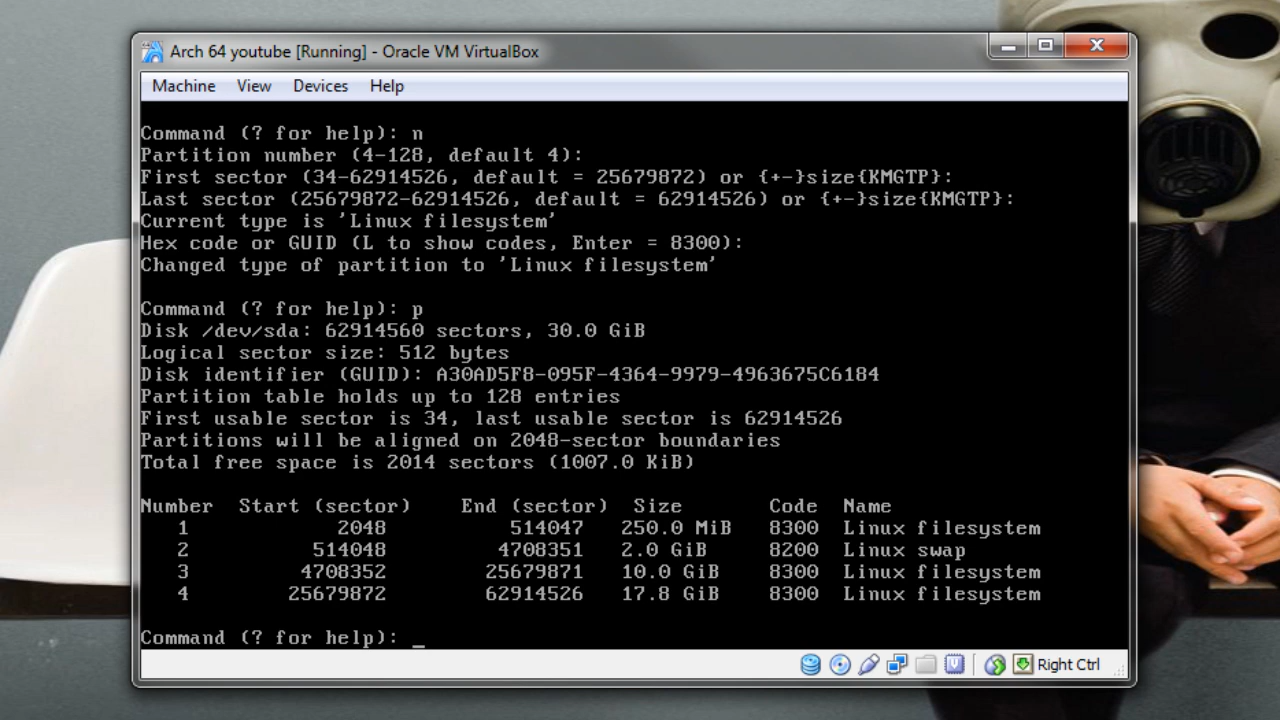 Arch 64 youtube [Running] - Oracle VM VirtualBox
Machine View Devices Help
Command (? for help): n
Partition number (4-128, default 4):
First sector (34-62914526, default = 25679872) or {+-}size{KMGTP}:
Last sector (25679872-62914526, default = 62914526) or {+-}size{KMGTP}:
Current type is 'Linux filesystem'
Hex code or GUID (L to show codes, Enter = 8300):
Changed type of partition to 'Linux filesystem'
Command (? for help): p
Disk /dev/sda: 62914560 sectors, 30.0 GiB
Logical sector size: 512 bytes
Disk identifier (GUID): A30AD5F8-095F-4364-9979-4963675C6184
Partition table holds up to 128 entries
First usable sector is 34, last usable sector is 62914526
Partitions will be aligned on 2048-sector boundaries
Total free space is 2014 sectors (1007.0 KiB)
Number Start (sector) End (sector) Size Code Name
1 2048 514047 250.0 MiB 8300 Linux filesystem
2 514048 4708351 2.0 GiB 8200 Linux swap
3 4708352 25679871 10.0 GiB 8300 Linux filesystem
4 25679872 62914526 17.8 GiB 8300 Linux filesystem
Command (? for help): _
Right Ctrl